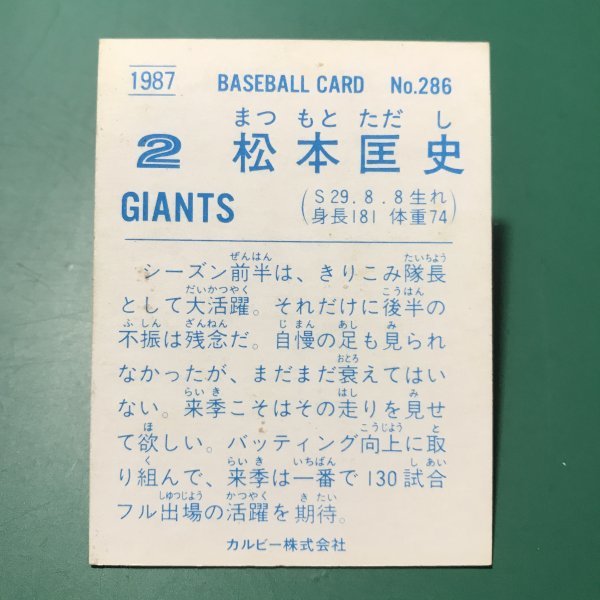 1987 BASEBALL CARD No.286
まつ もと ただ し
2 松本匡史
GIANTS (S29.8.8生れ
身長181 体重74)
ぜんはん たいちょう
シーズン前半は、きりこみ隊長
だいかつやく こうはん
として大活躍。それだけに後半の
ふしん ざんねん じまん あし み
不振は残念だ。自慢の足も見られ
おとろ
なかったが、まだまだ衰えてはい
らいき はし み
ない。来季こそはその走りを見せ
ほ こうじょう と
て欲しい。バッティング向上に取
く らいき いちばん しあい
り組んで、来季は一番で130試合
しゅつじょう かつやく きたい
フル出場の活躍を期待。
カルビー株式会社